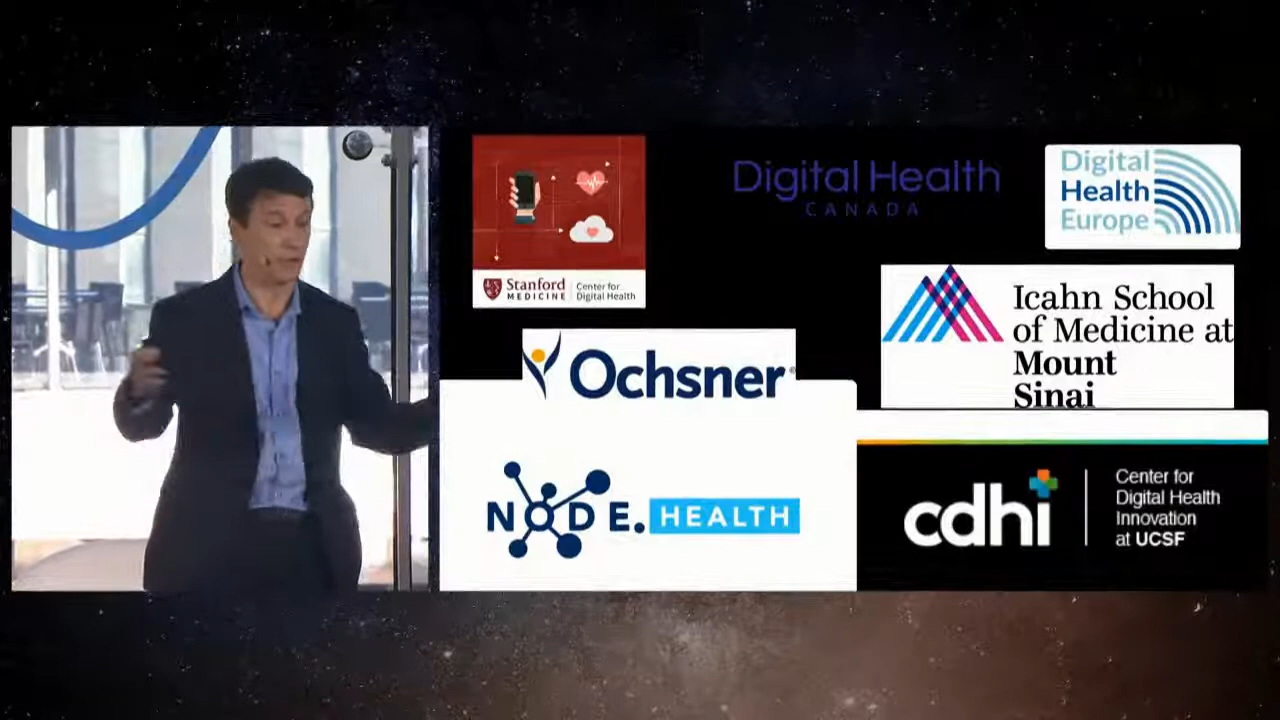 Stanford
MEDICINE
Center for
Digital Health
Digital Health
CANADA
Digital
Health
Europe
Ochsner
Icahn School
of Medicine at
Mount
Sinai
NODE.HEALTH
cdhi
Center for
Digital Health
Innovation
at UCSF